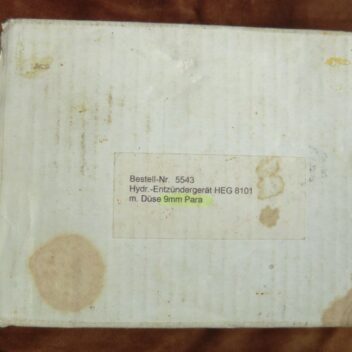 Bestell-Nr. 5543
Hydr.-Entzündergerät HEG 8101
m. Düse 9mm Para